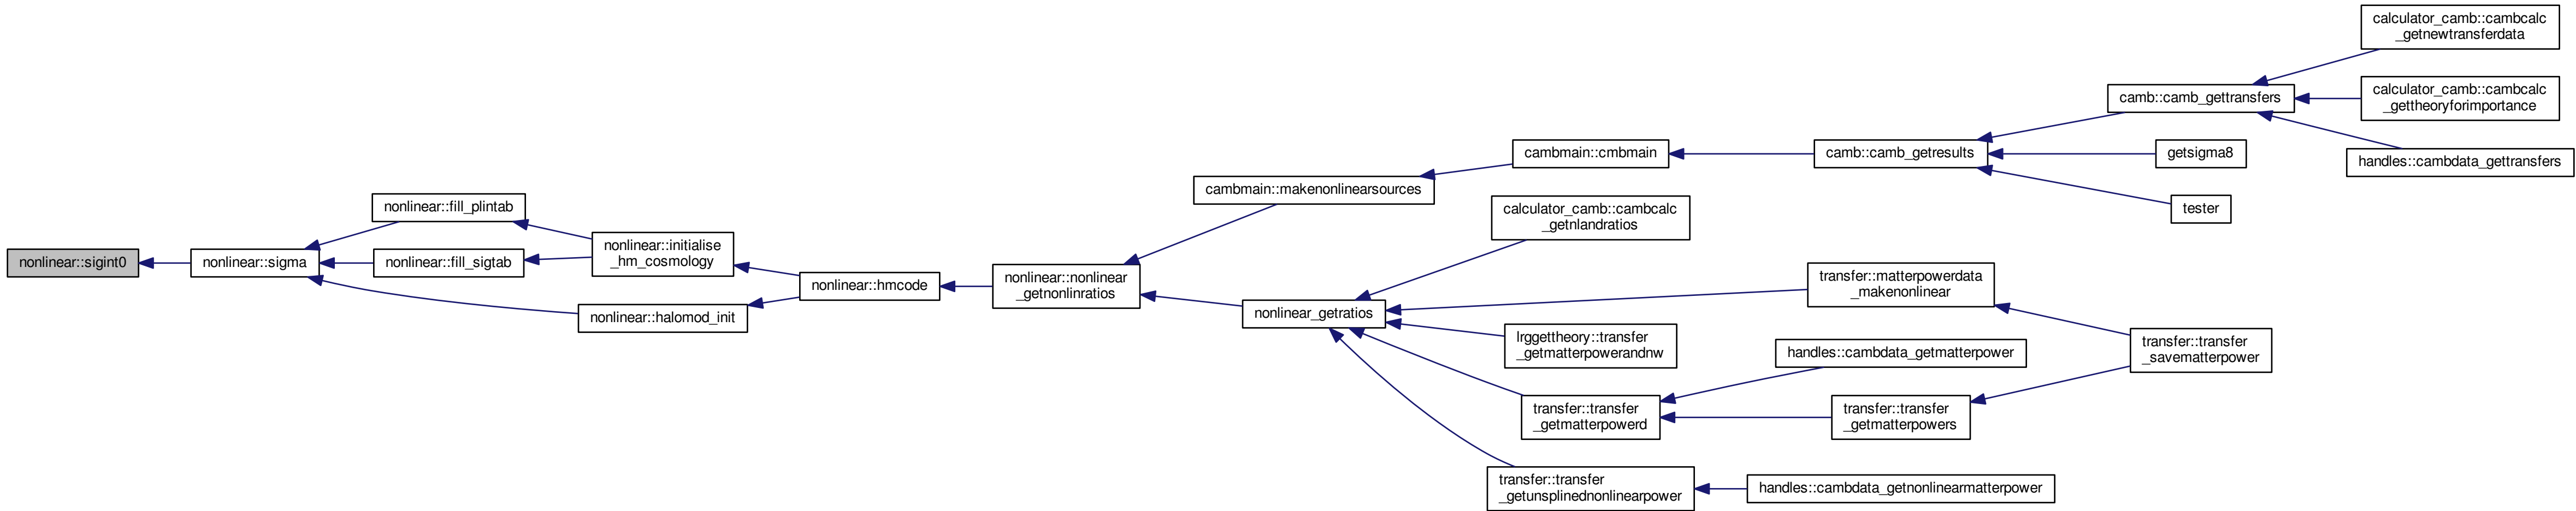 nonlinear::sigint0
nonlinear::sigma
nonlinear::fill_plintab
nonlinear::fill_sigtab
nonlinear::halomod_init
nonlinear::initialise
_hm_cosmology
nonlinear::hmcode
nonlinear::nonlinear
_getnonlinratios
cambmain::makenonlinearsources
nonlinear_getratios
cambmain::cmbmain
calculator_camb::cambcalc
_getnlandratios
lrggettheory::transfer
_getmatterpowerandnw
transfer::transfer
_getmatterpowerd
transfer::transfer
_getunsplinednonlinearpower
camb::camb_getresults
transfer::matterpowerdata
_makenonlinear
handles::cambdata_getmatterpower
transfer::transfer
_getmatterpowers
handles::cambdata_getnonlinearmatterpower
camb::camb_gettransfers
getsigma8
tester
transfer::transfer
_savematterpower
calculator_camb::cambcalc
_getnewtransferdata
calculator_camb::cambcalc
_gettheoryforimportance
handles::cambdata_gettransfers